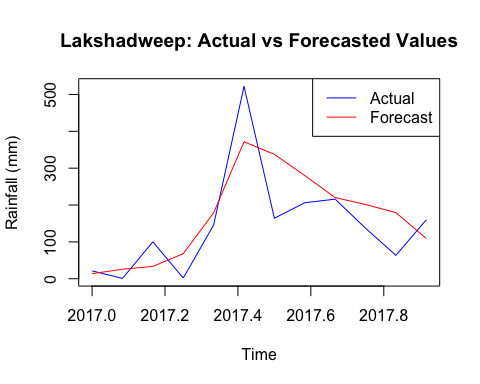 Lakshadweep: Actual vs Forecasted Values
Actual
Forecast
Rainfall (mm)
500
300
100
0
2017.0 2017.2 2017.4 2017.6 2017.8
Time